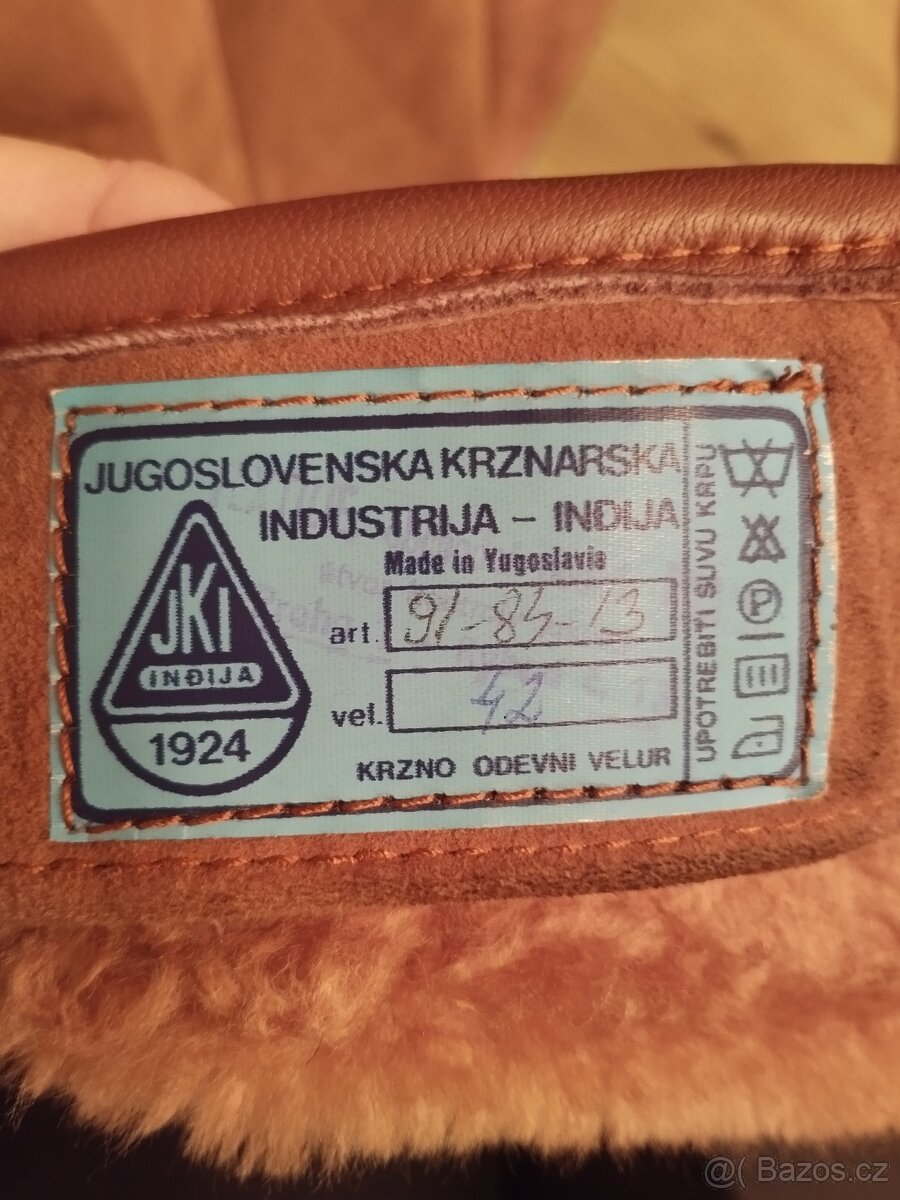 JUGOSLOVENSKA KRZNARSKA
INDUSTRIJA - INĐIJA
Made in Yugoslavia
art. 91-84-13
vel. 42
KRZNO ODEVNI VELUR
JKI
INĐIJA
1924
UPOTREBITI SUVU KRPU
P
@( Bazos.cz